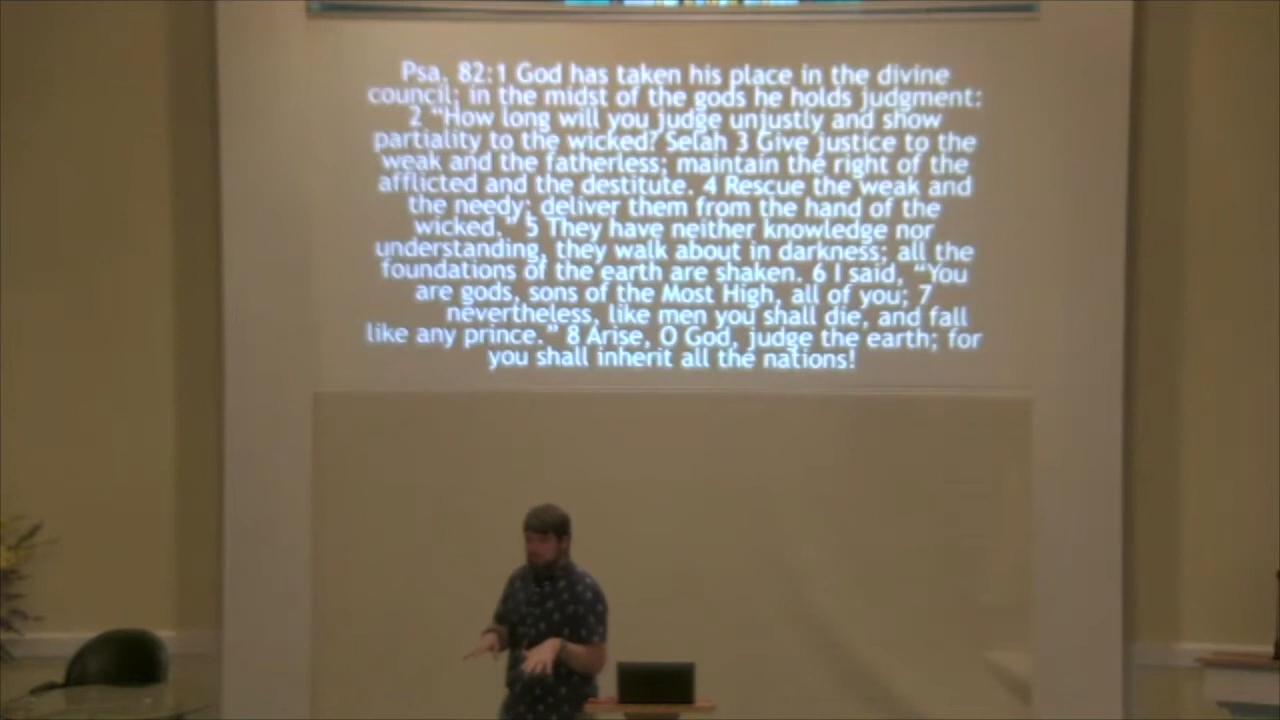 Psa. 82:1 God has taken his place in the divine
council; in the midst of the gods he holds judgment:
2 “How long will you judge unjustly and show
partiality to the wicked? Selah 3 Give justice to the
weak and the fatherless; maintain the right of the
afflicted and the destitute. 4 Rescue the weak and
the needy; deliver them from the hand of the
wicked.” 5 They have neither knowledge nor
understanding, they walk about in darkness; all the
foundations of the earth are shaken. 6 I said, “You
are gods, sons of the Most High, all of you; 7
nevertheless, like men you shall die, and fall
like any prince.” 8 Arise, O God, judge the earth; for
you shall inherit all the nations!